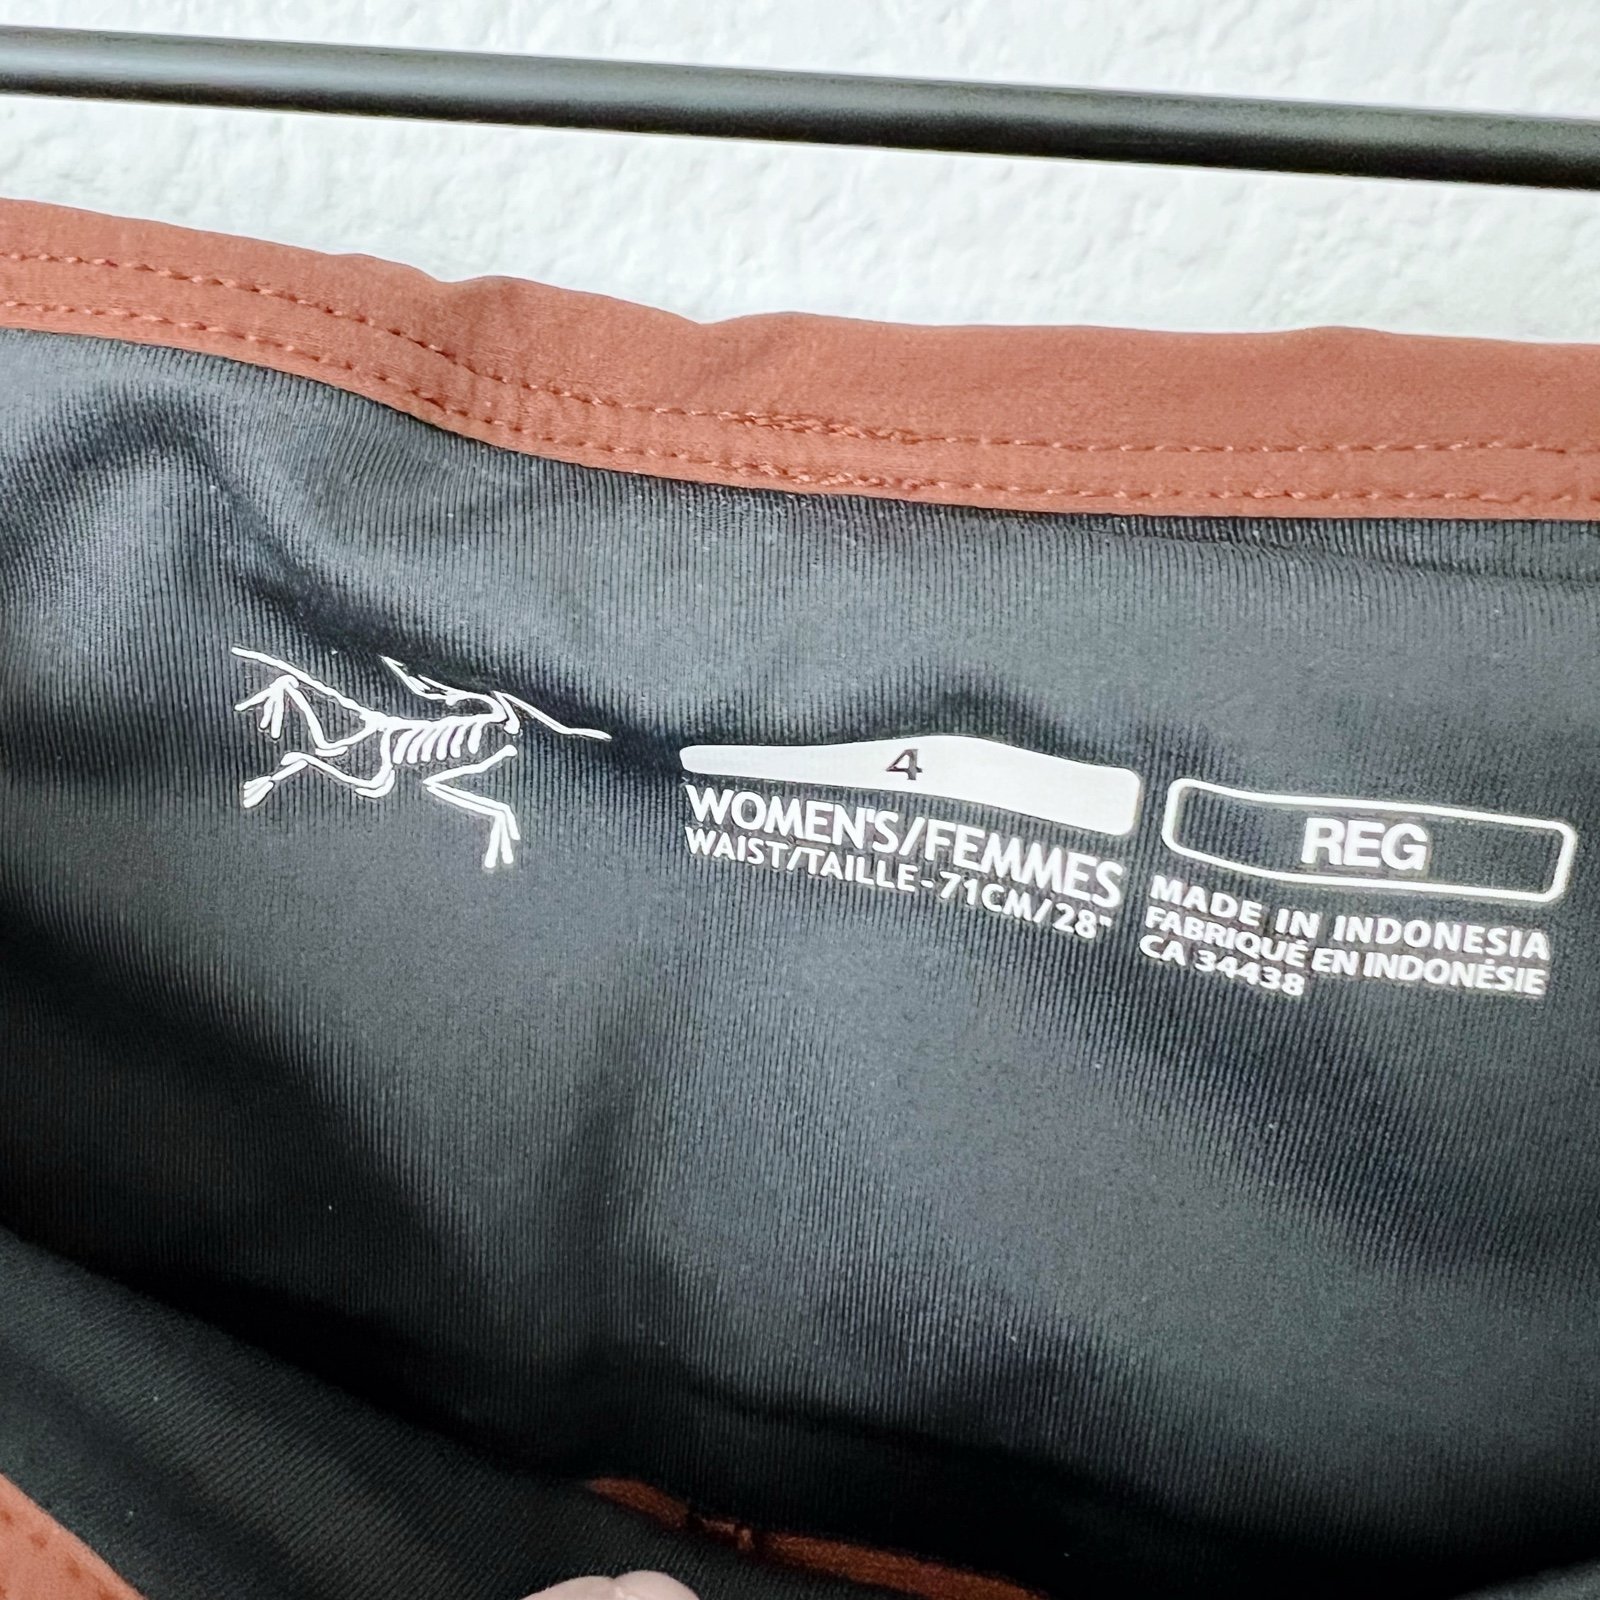 4
WOMEN'S/FEMMES
WAIST/TAILLE-71CM/28"
REG
MADE IN INDONESIA
FABRIQUÉ EN INDONÉSIE
CA 34438